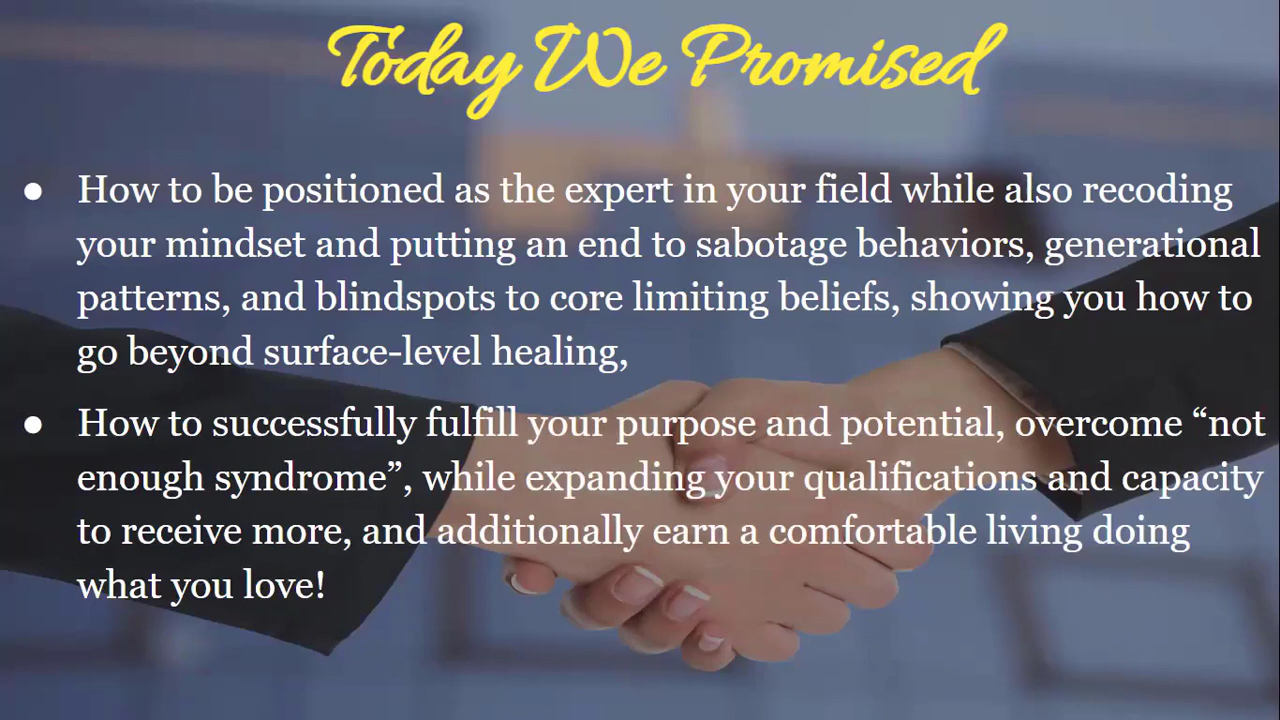 Today We Promised
● How to be positioned as the expert in your field while also recoding
your mindset and putting an end to sabotage behaviors, generational
patterns, and blindspots to core limiting beliefs, showing you how to
go beyond surface-level healing,
● How to successfully fulfill your purpose and potential, overcome “not
enough syndrome”, while expanding your qualifications and capacity
to receive more, and additionally earn a comfortable living doing
what you love!